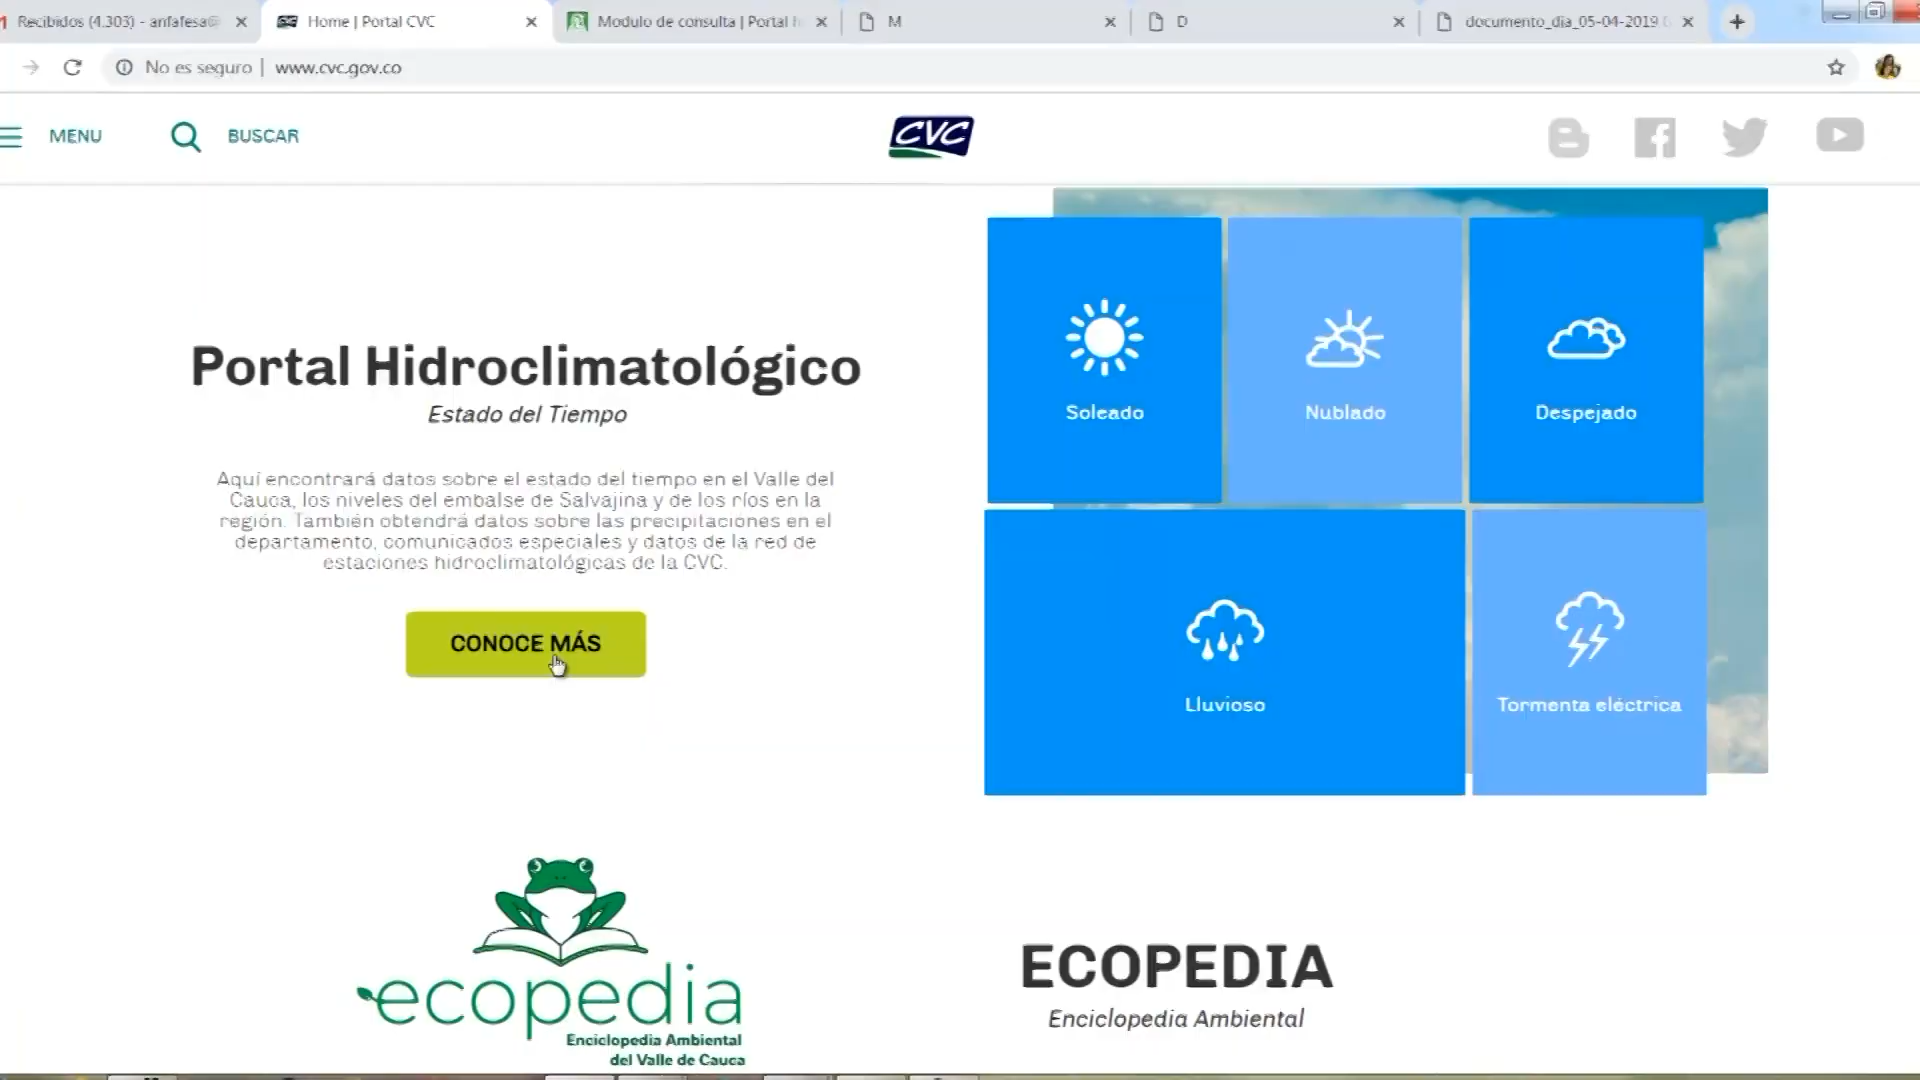 Recibidos (4.303) - anfafesa@
Home | Portal CVC
Modulo de consulta | Portal h
M
D
documento_dia_05-04-2019
No es seguro | www.cvc.gov.co
MENU
BUSCAR
CVC
Portal Hidroclimatológico
Estado del Tiempo
Aquí encontrará datos sobre el estado del tiempo en el Valle del
Cauca, los niveles del embalse de Salvajina y de los ríos en la
región. También obtendrá datos sobre las precipitaciones en el
departamento, comunicados especiales y datos de la red de
estaciones hidroclimatológicas de la CVC.
CONOCE MÁS
Soleado
Nublado
Despejado
Lluvioso
Tormenta eléctrica
ecopedia
Enciclopedia Ambiental
del Valle de Cauca
ECOPEDIA
Enciclopedia Ambiental